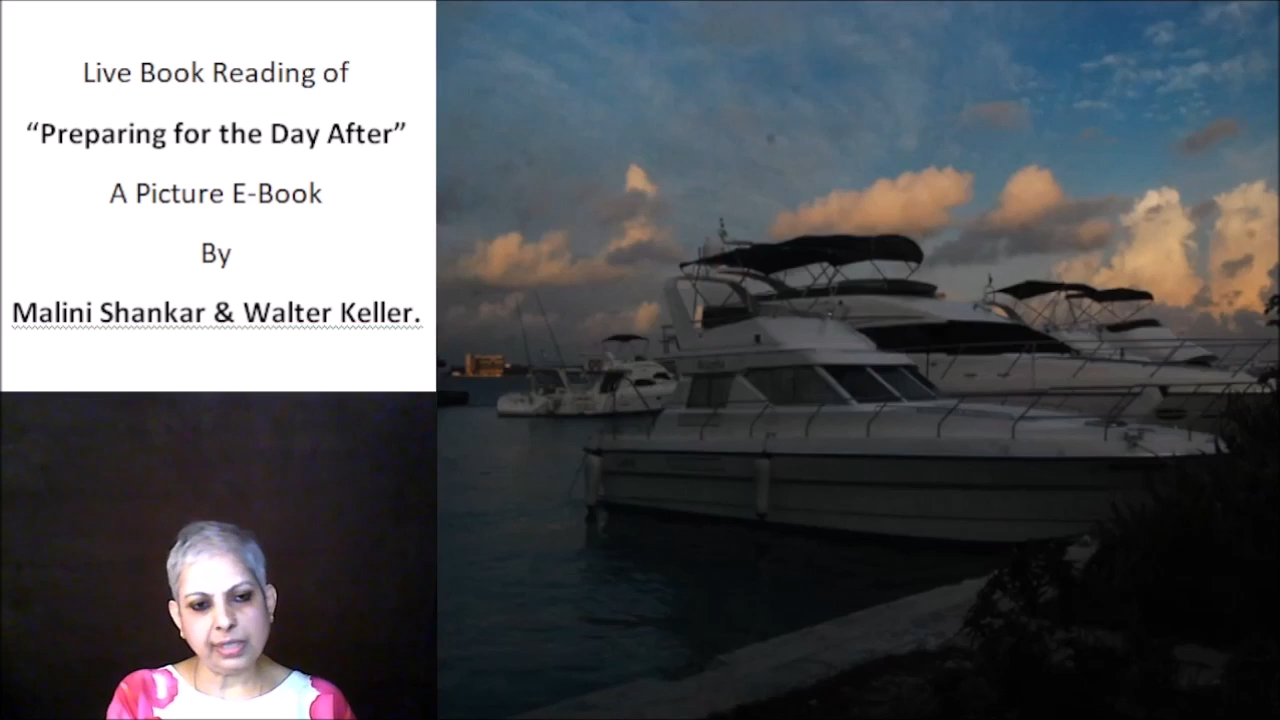 Live Book Reading of
“Preparing for the Day After”
A Picture E-Book
By
Malini Shankar & Walter Keller.